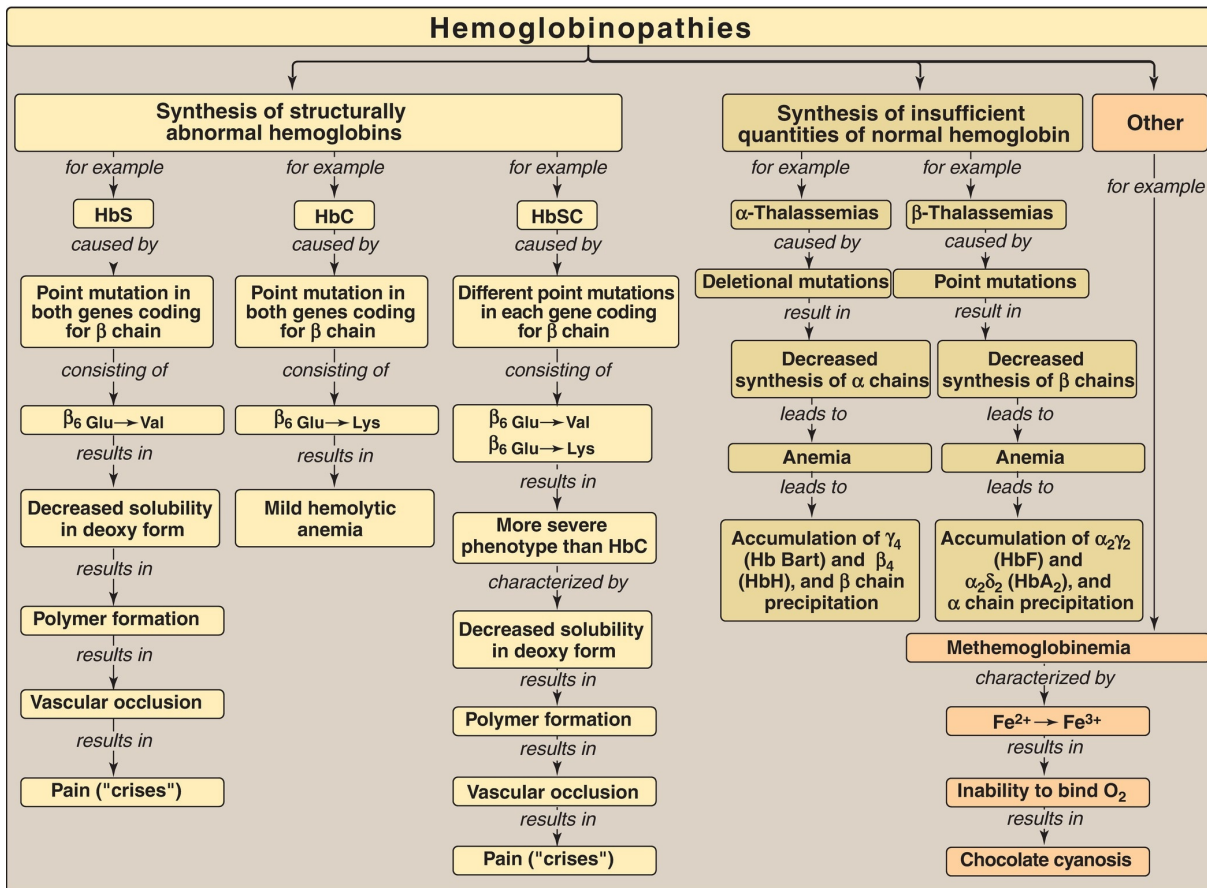 Hemoglobinopathies
Synthesis of structurally
abnormal hemoglobins
for example
HbS
caused by
Point mutation in
both genes coding
for β chain
consisting of
β₆ Glu→Val
results in
Decreased solubility
in deoxy form
results in
Polymer formation
results in
Vascular occlusion
results in
Pain ("crises")
for example
HbC
caused by
Point mutation in
both genes coding
for β chain
consisting of
β₆ Glu→Lys
results in
Mild hemolytic
anemia
for example
HbSC
caused by
Different point mutations
in each gene coding
for β chain
consisting of
β₆ Glu→Val
β₆ Glu→Lys
results in
More severe
phenotype than HbC
characterized by
Decreased solubility
in deoxy form
results in
Polymer formation
results in
Vascular occlusion
results in
Pain ("crises")
Synthesis of insufficient
quantities of normal hemoglobin
for example
α-Thalassemias
caused by
Deletional mutations
result in
Decreased
synthesis of α chains
leads to
Anemia
leads to
Accumulation of γ₄
(Hb Bart) and β₄
(HbH), and β chain
precipitation
for example
β-Thalassemias
caused by
Point mutations
result in
Decreased
synthesis of β chains
leads to
Anemia
leads to
Accumulation of α₂γ₂
(HbF) and
α₂δ₂ (HbA₂), and
α chain precipitation
Other
for example
Methemoglobinemia
characterized by
Fe²⁺→ Fe³⁺
results in
Inability to bind O₂
results in
Chocolate cyanosis